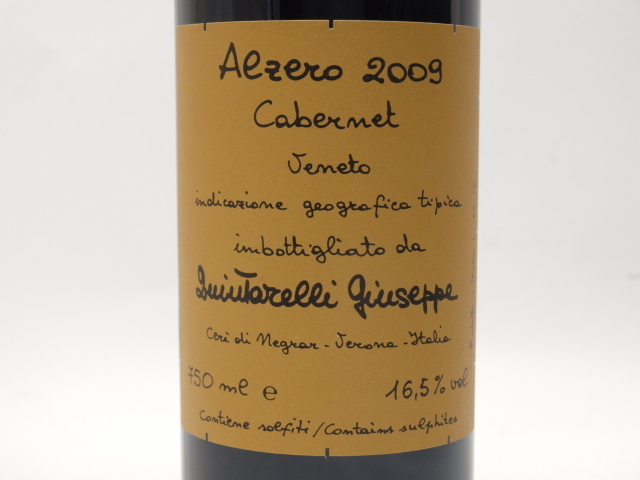 Alzero 2009
Cabernet
Veneto
indicazione geografica tipica
imbottigliato da
Quintarelli Giuseppe
Cerè di Negrar - Verona - Italia
750 ml e 16,5% vol
Contiene solfiti / Contains sulphites